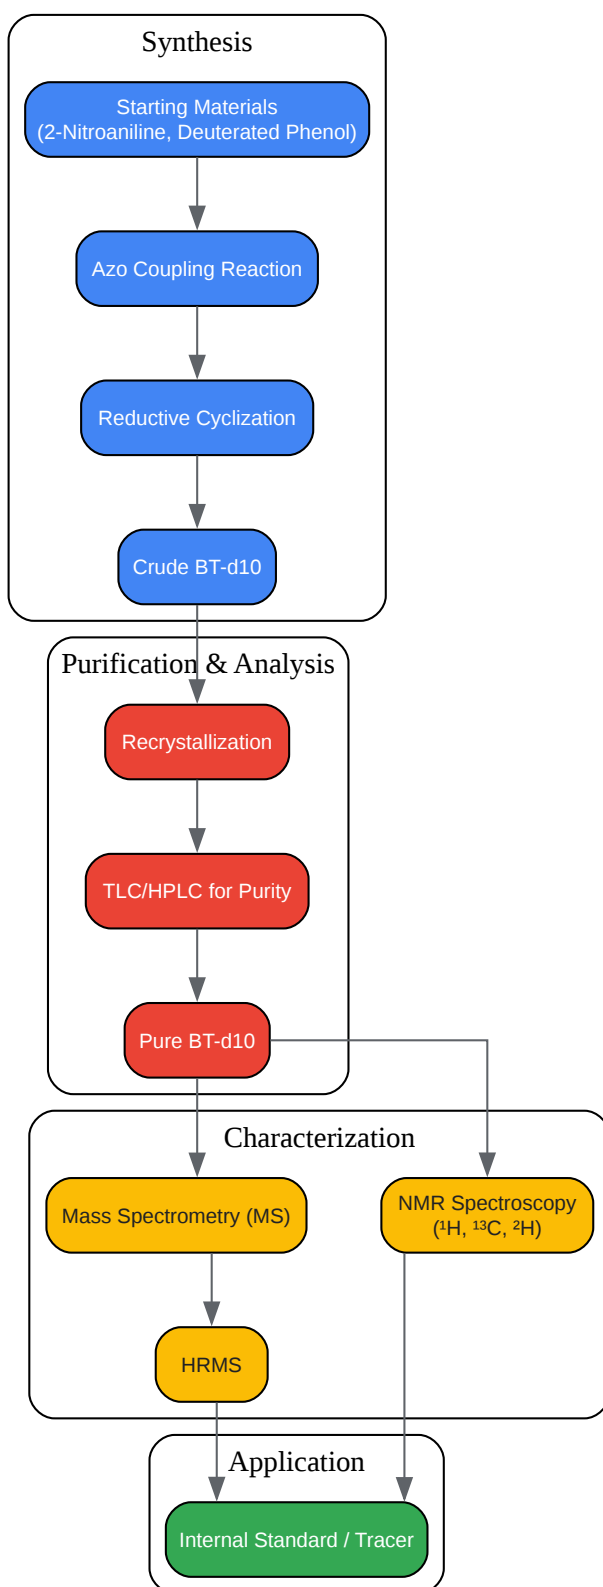 Synthesis
Starting Materials
(2-Nitroaniline, Deuterated Phenol)
Azo Coupling Reaction
Reductive Cyclization
Crude BT-d10
Purification & Analysis
Recrystallization
TLC/HPLC for Purity
Pure BT-d10
Characterization
Mass Spectrometry (MS)
NMR Spectroscopy
(¹H, ¹³C, ²H)
HRMS
Application
Internal Standard / Tracer